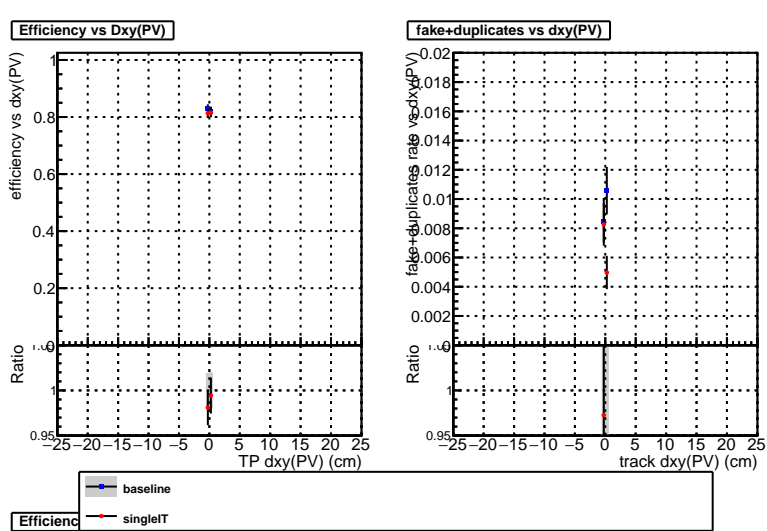 Efficiency vs Dxy(PV)
efficiency vs dxy(PV)
1
0.8
0.6
0.4
0.2
0
Ratio
1
0.95
−25 −20 −15 −10 −5 0 5 10 15 20 25
TP dxy(PV) (cm)
fake+duplicates vs dxy(PV)
fake+duplicates rate vs dxy(PV)
0.02
0.018
0.016
0.014
0.012
0.01
0.008
0.006
0.004
0.002
0
Ratio
1
0.95
−25 −20 −15 −10 −5 0 5 10 15 20 25
track dxy(PV) (cm)
baseline
singleIT
Efficienc